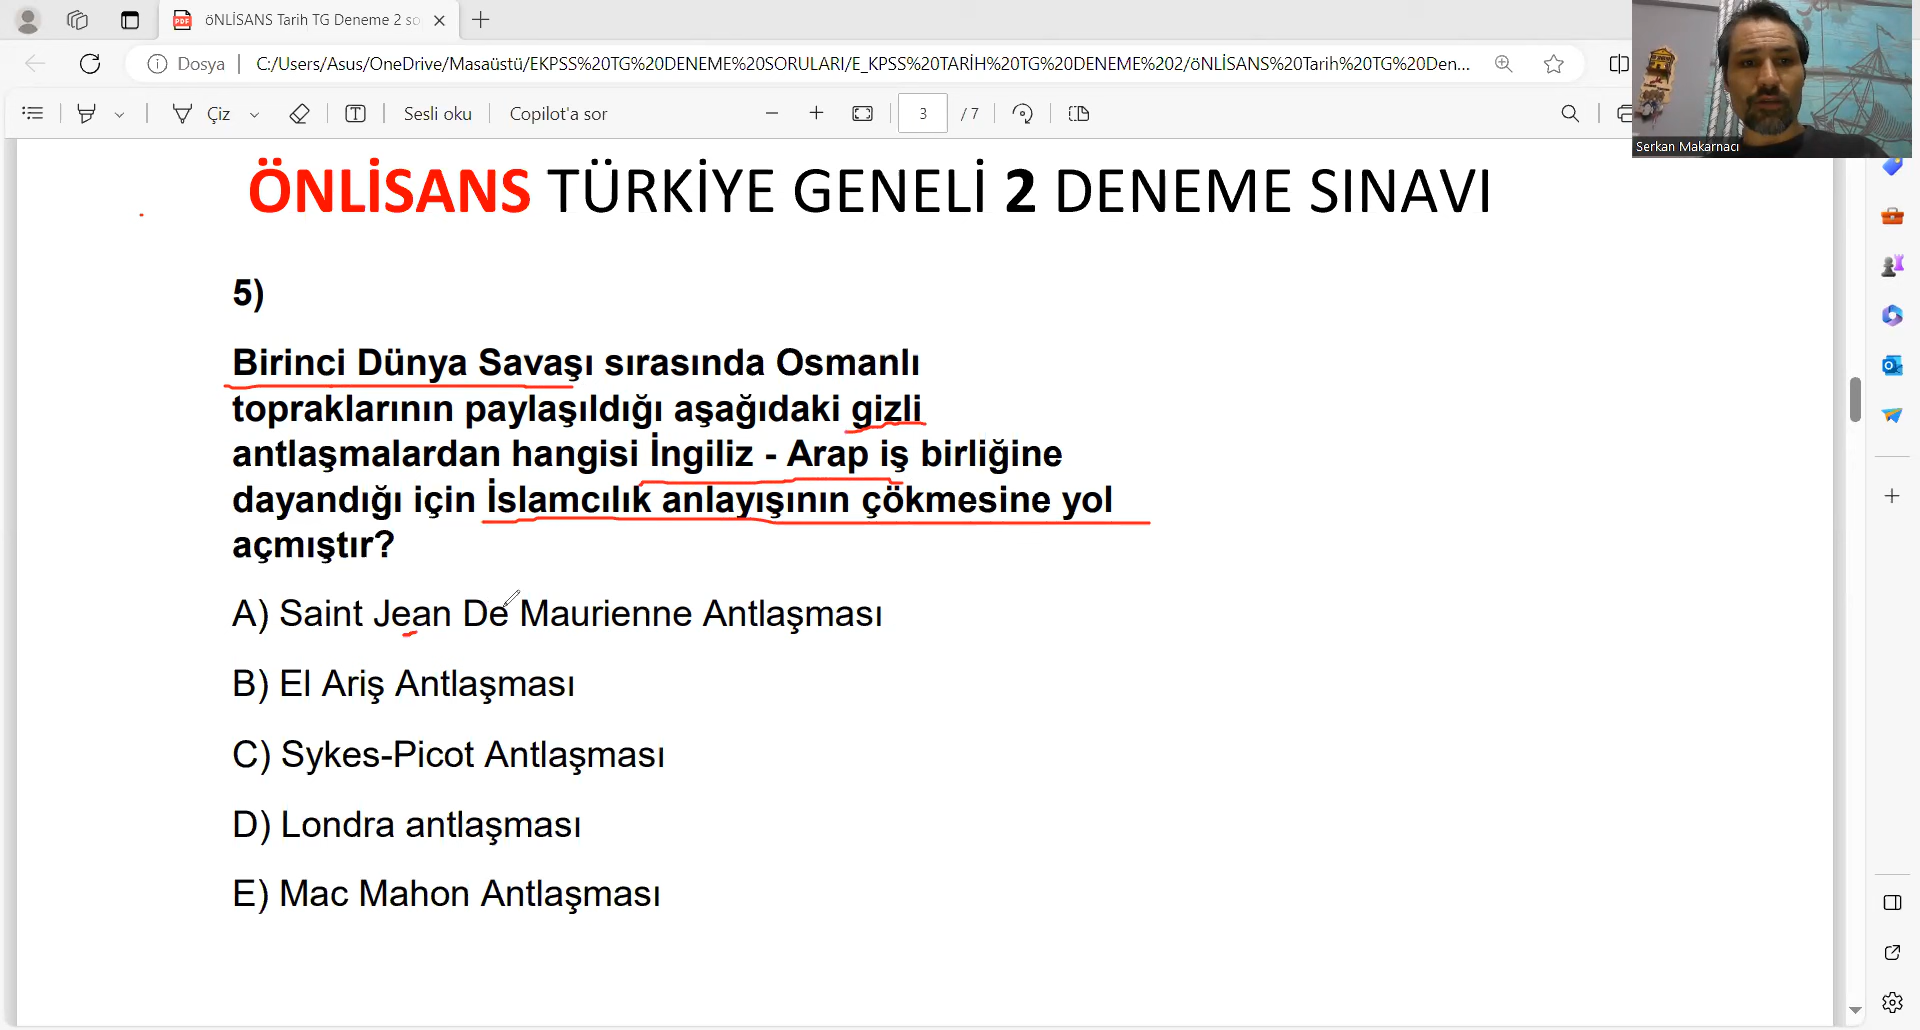 öNLİSANS Tarih TG Deneme 2 so
Dosya
C:/Users/Asus/OneDrive/Masaüstü/EKPSS%20TG%20DENEME%20SORULARI/E_KPSS%20TARİH%20TG%20DENEME%202/öNLİSANS%20Tarih%20TG%20Den...
Çiz
Sesli oku
Copilot'a sor
3
/ 7
Serkan Makarnacı
ÖNLİSANS TÜRKİYE GENELİ 2 DENEME SINAVI
5)
Birinci Dünya Savaşı sırasında Osmanlı
topraklarının paylaşıldığı aşağıdaki gizli
antlaşmalardan hangisi İngiliz - Arap iş birliğine
dayandığı için İslamcılık anlayışının çökmesine yol
açmıştır?
A) Saint Jean De Maurienne Antlaşması
B) El Ariş Antlaşması
C) Sykes-Picot Antlaşması
D) Londra antlaşması
E) Mac Mahon Antlaşması